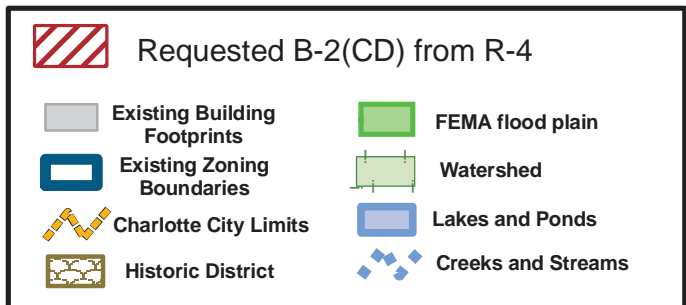 Requested B-2(CD) from R-4
Existing Building
Footprints
Existing Zoning
Boundaries
Charlotte City Limits
Historic District
FEMA flood plain
Watershed
Lakes and Ponds
Creeks and Streams